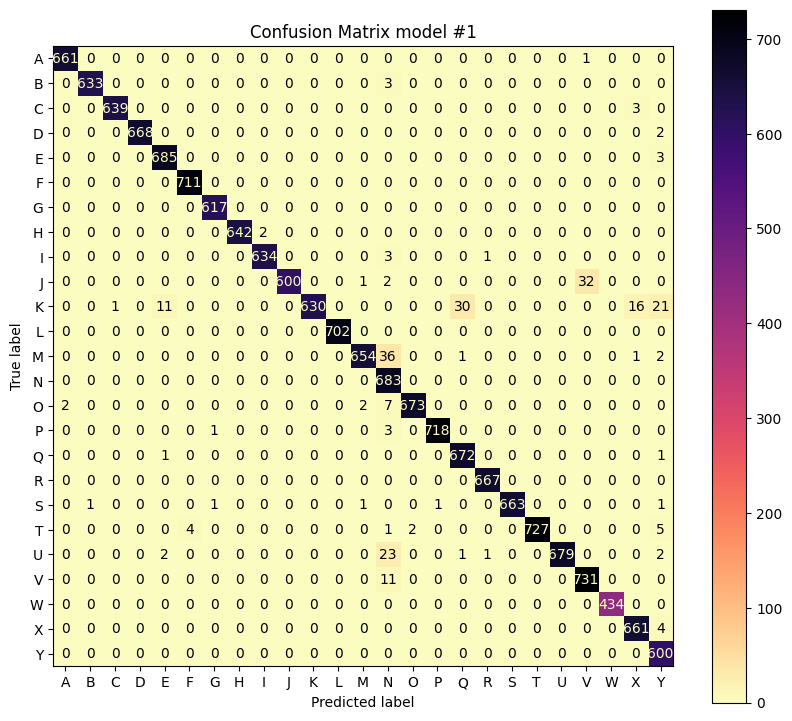 Confusion Matrix model #1
A 661 0 0 0 0 0 0 0 0 0 0 0 0 0 0 0 0 0 0 0 0 1 0 0 0
B 0 633 0 0 0 0 0 0 0 0 0 0 0 3 0 0 0 0 0 0 0 0 0 0 0
C 0 0 639 0 0 0 0 0 0 0 0 0 0 0 0 0 0 0 0 0 0 0 0 3 0
D 0 0 0 668 0 0 0 0 0 0 0 0 0 0 0 0 0 0 0 0 0 0 0 0 2
E 0 0 0 0 685 0 0 0 0 0 0 0 0 0 0 0 0 0 0 0 0 0 0 0 3
F 0 0 0 0 0 711 0 0 0 0 0 0 0 0 0 0 0 0 0 0 0 0 0 0 0
G 0 0 0 0 0 0 617 0 0 0 0 0 0 0 0 0 0 0 0 0 0 0 0 0 0
H 0 0 0 0 0 0 0 642 2 0 0 0 0 0 0 0 0 0 0 0 0 0 0 0 0
I 0 0 0 0 0 0 0 0 634 0 0 0 0 3 0 0 0 1 0 0 0 0 0 0 0
J 0 0 0 0 0 0 0 0 0 600 0 0 1 2 0 0 0 0 0 0 0 32 0 0 0
K 0 0 1 0 11 0 0 0 0 0 630 0 0 0 0 0 30 0 0 0 0 0 0 16 21
L 0 0 0 0 0 0 0 0 0 0 0 702 0 0 0 0 0 0 0 0 0 0 0 0 0
M 0 0 0 0 0 0 0 0 0 0 0 0 654 36 0 0 1 0 0 0 0 0 0 1 2
N 0 0 0 0 0 0 0 0 0 0 0 0 0 683 0 0 0 0 0 0 0 0 0 0 0
O 2 0 0 0 0 0 0 0 0 0 0 0 2 7 673 0 0 0 0 0 0 0 0 0 0
P 0 0 0 0 0 0 1 0 0 0 0 0 0 3 0 718 0 0 0 0 0 0 0 0 0
Q 0 0 0 0 1 0 0 0 0 0 0 0 0 0 0 0 672 0 0 0 0 0 0 0 1
R 0 0 0 0 0 0 0 0 0 0 0 0 0 0 0 0 0 667 0 0 0 0 0 0 0
S 0 1 0 0 0 0 1 0 0 0 0 0 1 0 0 1 0 0 663 0 0 0 0 0 1
T 0 0 0 0 0 4 0 0 0 0 0 0 0 1 2 0 0 0 0 727 0 0 0 0 5
U 0 0 0 0 2 0 0 0 0 0 0 0 0 23 0 0 1 1 0 0 679 0 0 0 2
V 0 0 0 0 0 0 0 0 0 0 0 0 0 11 0 0 0 0 0 0 0 731 0 0 0
W 0 0 0 0 0 0 0 0 0 0 0 0 0 0 0 0 0 0 0 0 0 0 434 0 0
X 0 0 0 0 0 0 0 0 0 0 0 0 0 0 0 0 0 0 0 0 0 0 0 661 4
Y 0 0 0 0 0 0 0 0 0 0 0 0 0 0 0 0 0 0 0 0 0 0 0 0 600
A B C D E F G H I J K L M N O P Q R S T U V W X Y
Predicted label
True label
700
600
500
400
300
200
100
0